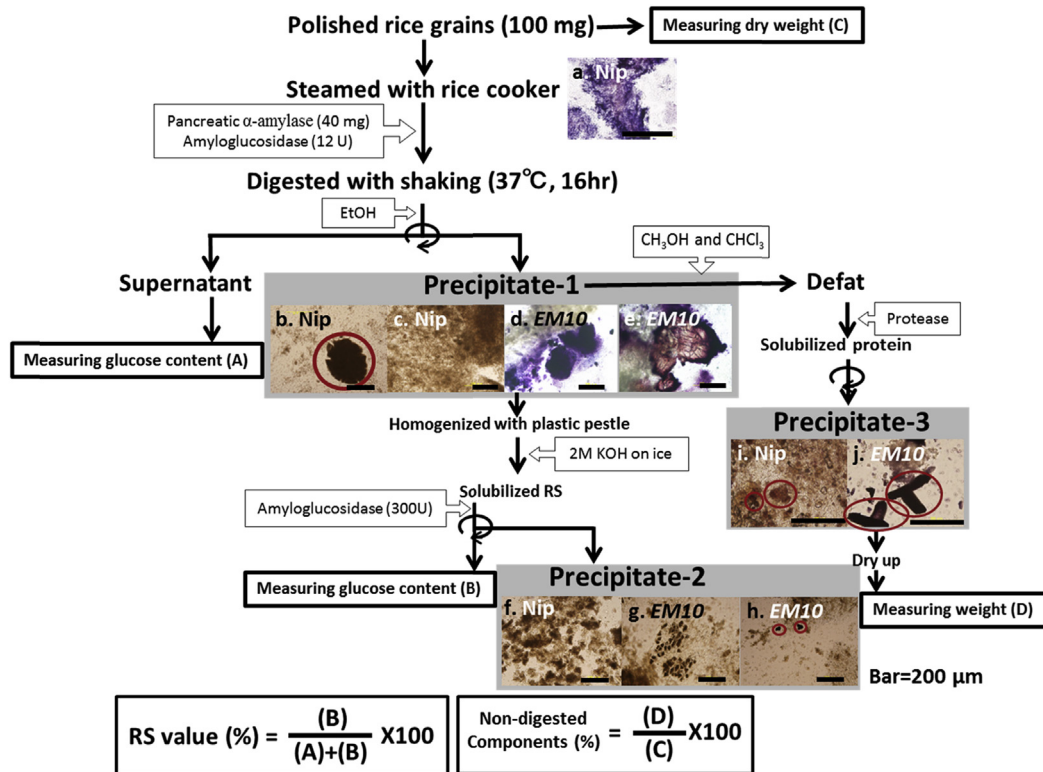 Polished rice grains (100 mg)
Measuring dry weight (C)
Steamed with rice cooker
a. Nip
Pancreatic α-amylase (40 mg)
Amyloglucosidase (12 U)
Digested with shaking (37℃, 16hr)
EtOH
CH₃OH and CHCl₃
Supernatant
Precipitate-1
Defat
b. Nip
c. Nip
d. EM10
e. EM10
Protease
Measuring glucose content (A)
Solubilized protein
Homogenized with plastic pestle
Precipitate-3
2M KOH on ice
i. Nip
j. EM10
Solubilized RS
Amyloglucosidase (300U)
Dry up
Measuring glucose content (B)
Precipitate-2
Measuring weight (D)
f. Nip
g. EM10
h. EM10
Bar=200 μm
RS value (%) = (B) / (A)+(B) X100
Non-digested
Components (%) = (D) / (C) X100